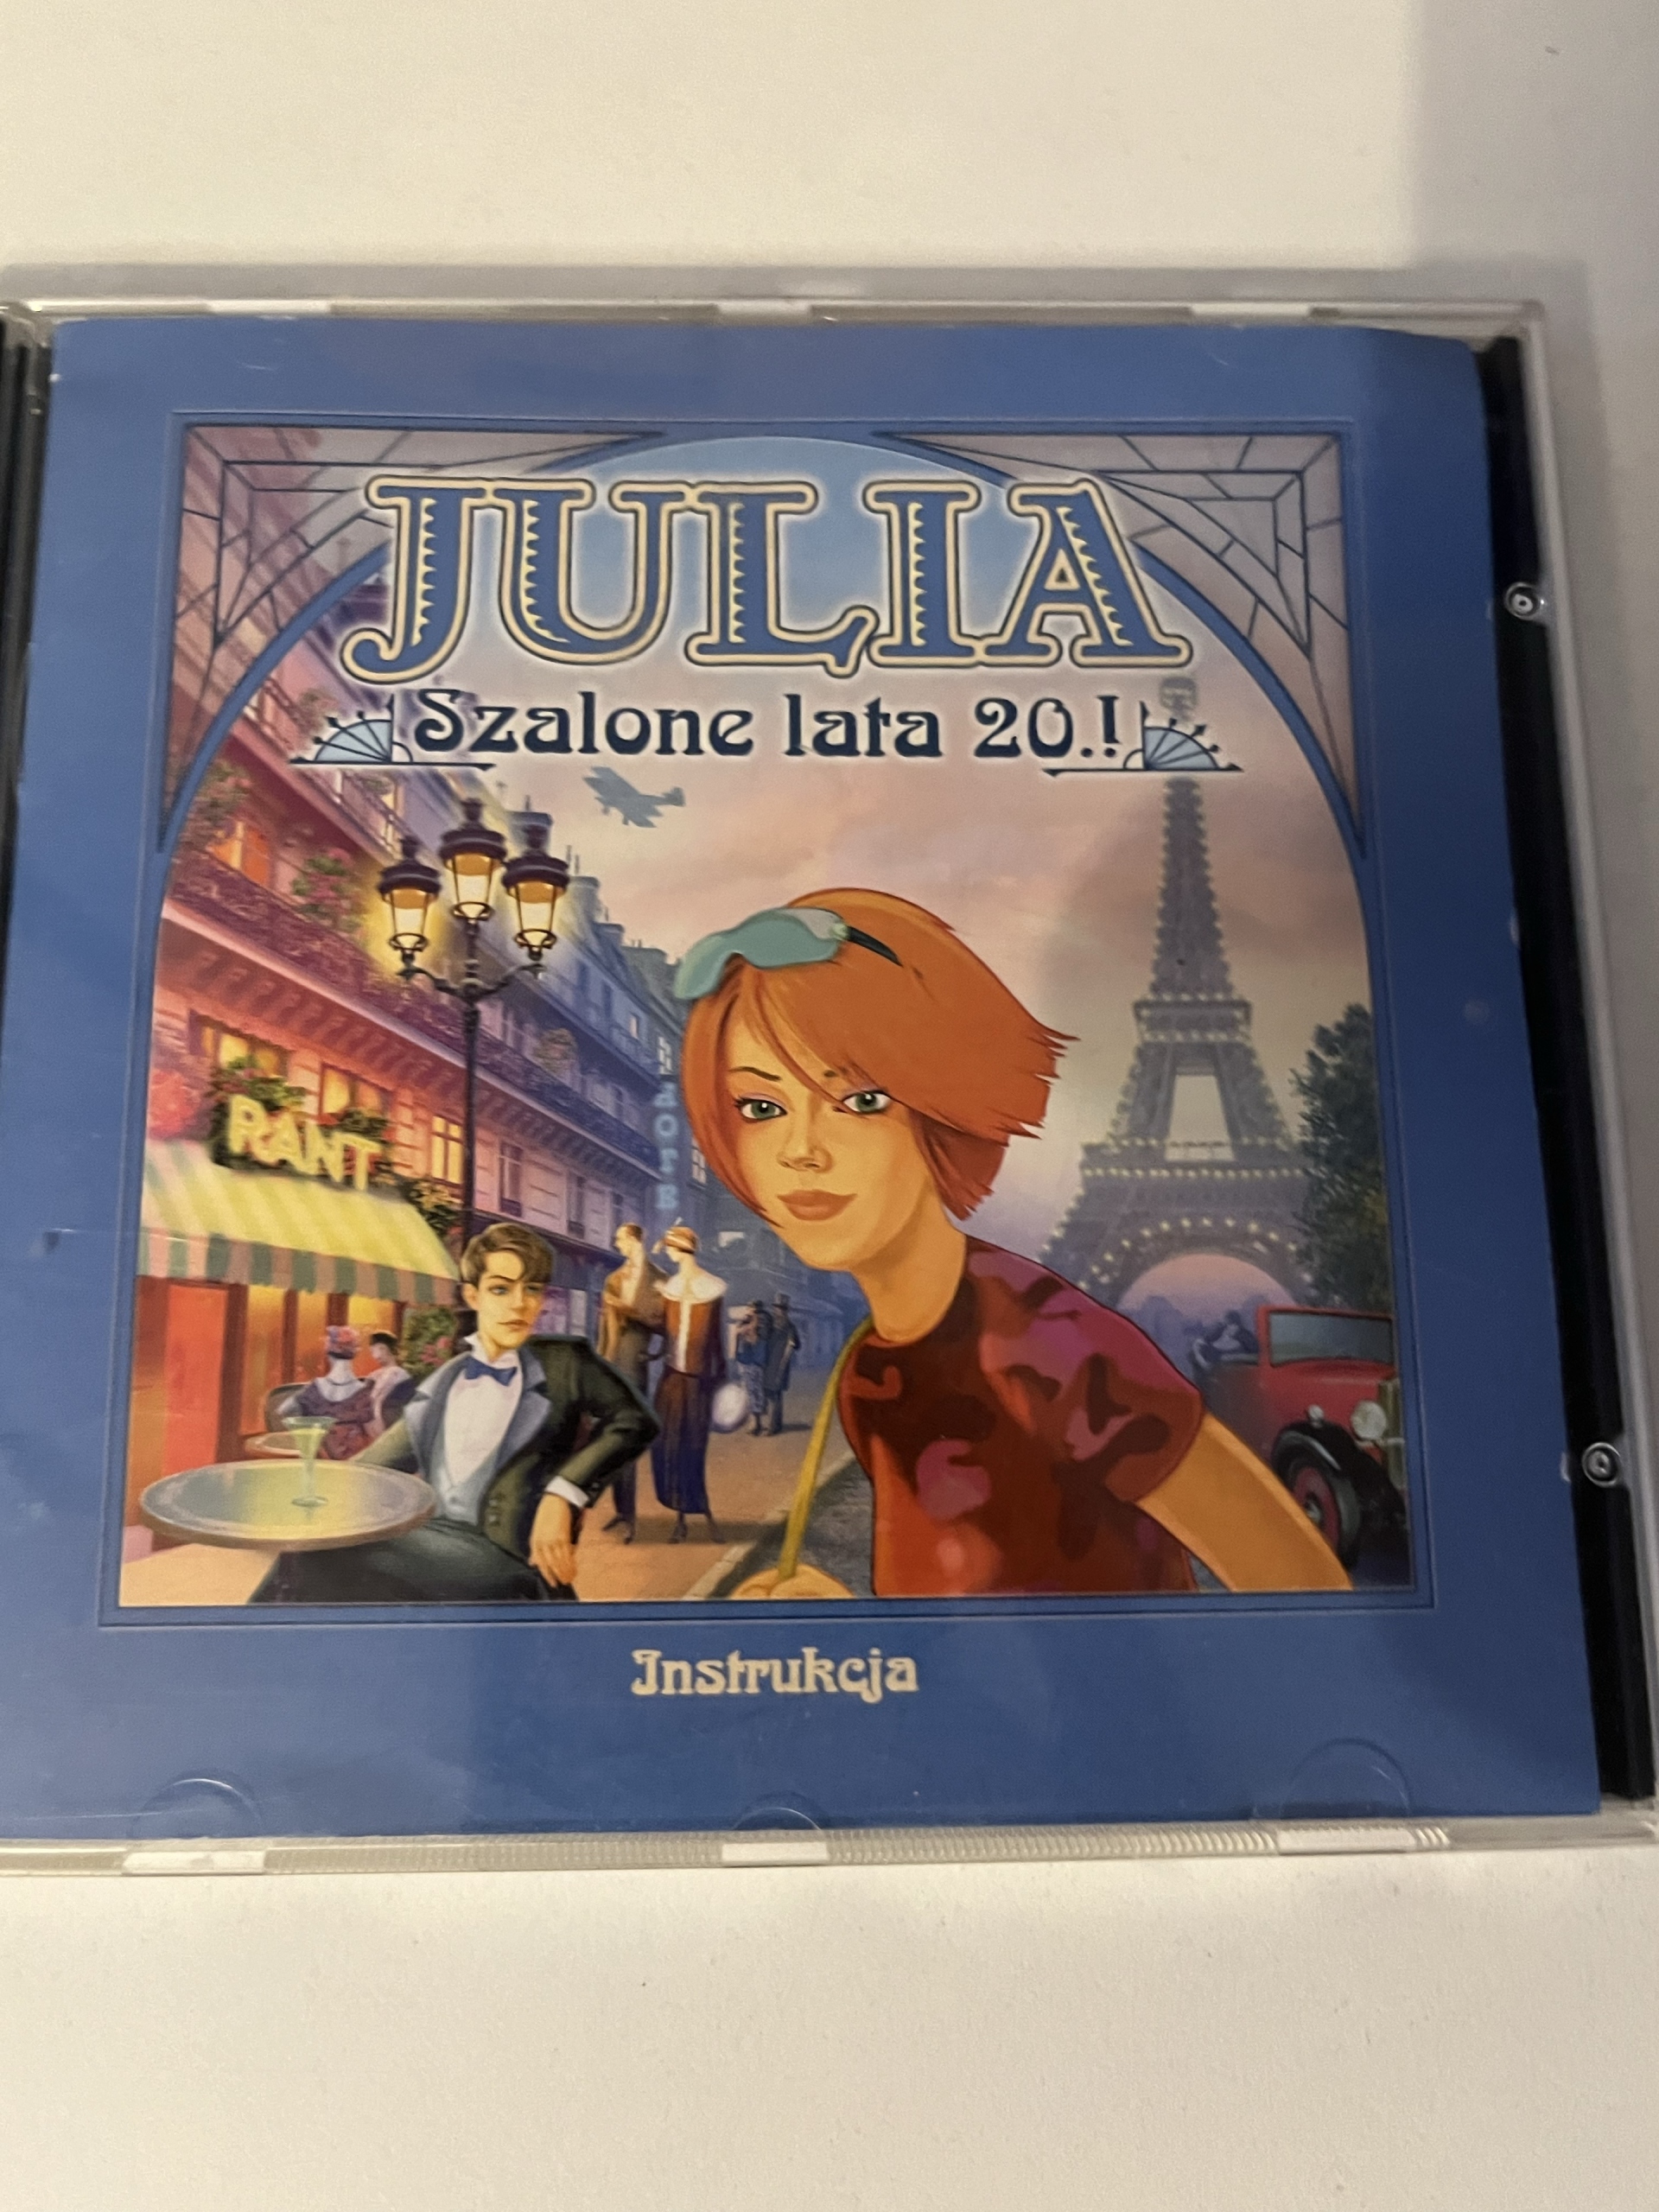 JULIA
Szalone lata 20.!
RANT
Instrukcja